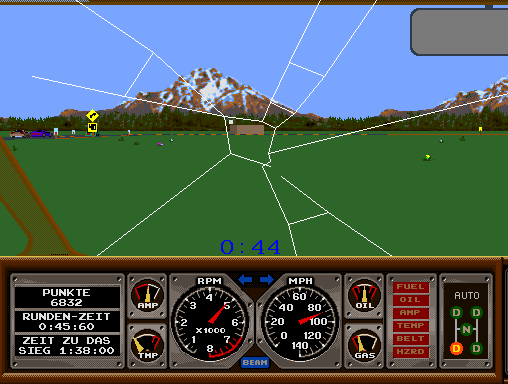 0:44
PUNKTE
6832
RUNDEN-ZEIT
0:45:60
ZEIT ZU DAS
SIEG 1:38:00
AMP
TMP
RPM
1 2 3 4 5 6 7 8
X1000
BEAM
MPH
0 20 40 60 80 100 120 140
OIL
GAS
FUEL
OIL
AMP
TEMP
BELT
HZRD
AUTO
D D
N
D D